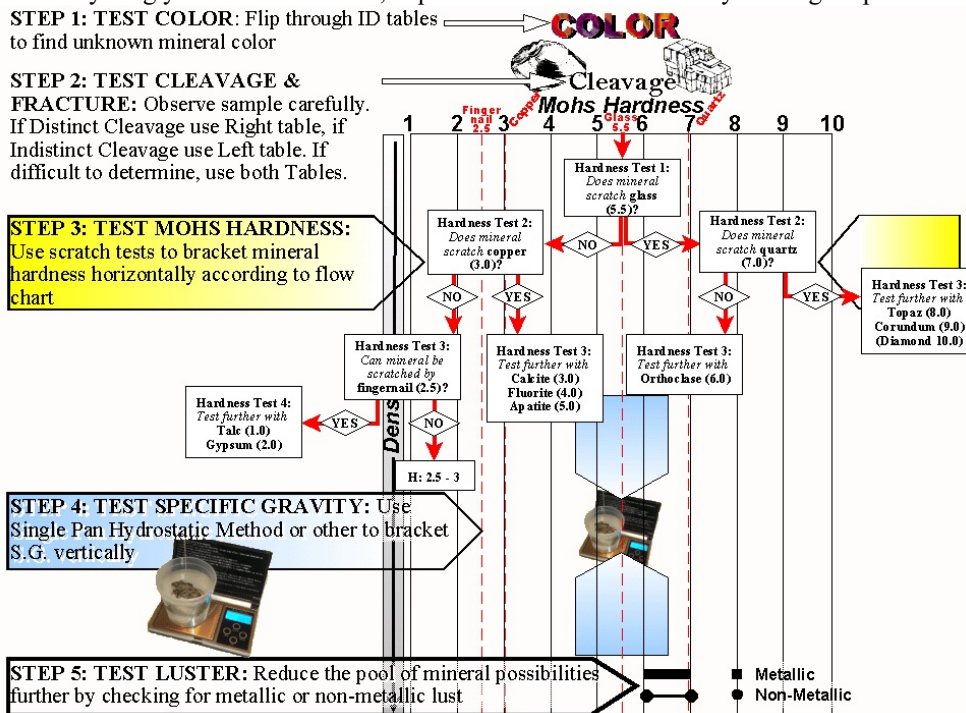 STEP 1: TEST COLOR: Flip through ID tables
to find unknown mineral color
COLOR
STEP 2: TEST CLEAVAGE &
FRACTURE: Observe sample carefully.
If Distinct Cleavage use Right table, if
Indistinct Cleavage use Left table. If
difficult to determine, use both Tables.
Cleavage
Mohs Hardness
Finger
nail
2.5
Copper
Glass
5.5
Quartz
1 2 3 4 5 6 7 8 9 10
Hardness Test 1:
Does mineral
scratch glass
(5.5)?
STEP 3: TEST MOHS HARDNESS:
Use scratch tests to bracket mineral
hardness horizontally according to flow
chart
Hardness Test 2:
Does mineral
scratch copper
(3.0)?
NO
YES
Hardness Test 2:
Does mineral
scratch quartz
(7.0)?
NO
YES
NO
YES
Hardness Test 3:
Test further with
Topaz (8.0)
Corundum (9.0)
(Diamond 10.0)
Hardness Test 3:
Can mineral be
scratched by
fingernail (2.5)?
Hardness Test 3:
Test further with
Calcite (3.0)
Fluorite (4.0)
Apatite (5.0)
Hardness Test 3:
Test further with
Orthoclase (6.0)
Hardness Test 4:
Test further with
Talc (1.0)
Gypsum (2.0)
YES
NO
H: 2.5 - 3
Dens
STEP 4: TEST SPECIFIC GRAVITY: Use
Single Pan Hydrostatic Method or other to bracket
S.G. vertically
STEP 5: TEST LUSTER: Reduce the pool of mineral possibilities
further by checking for metallic or non-metallic lust
Metallic
Non-Metallic